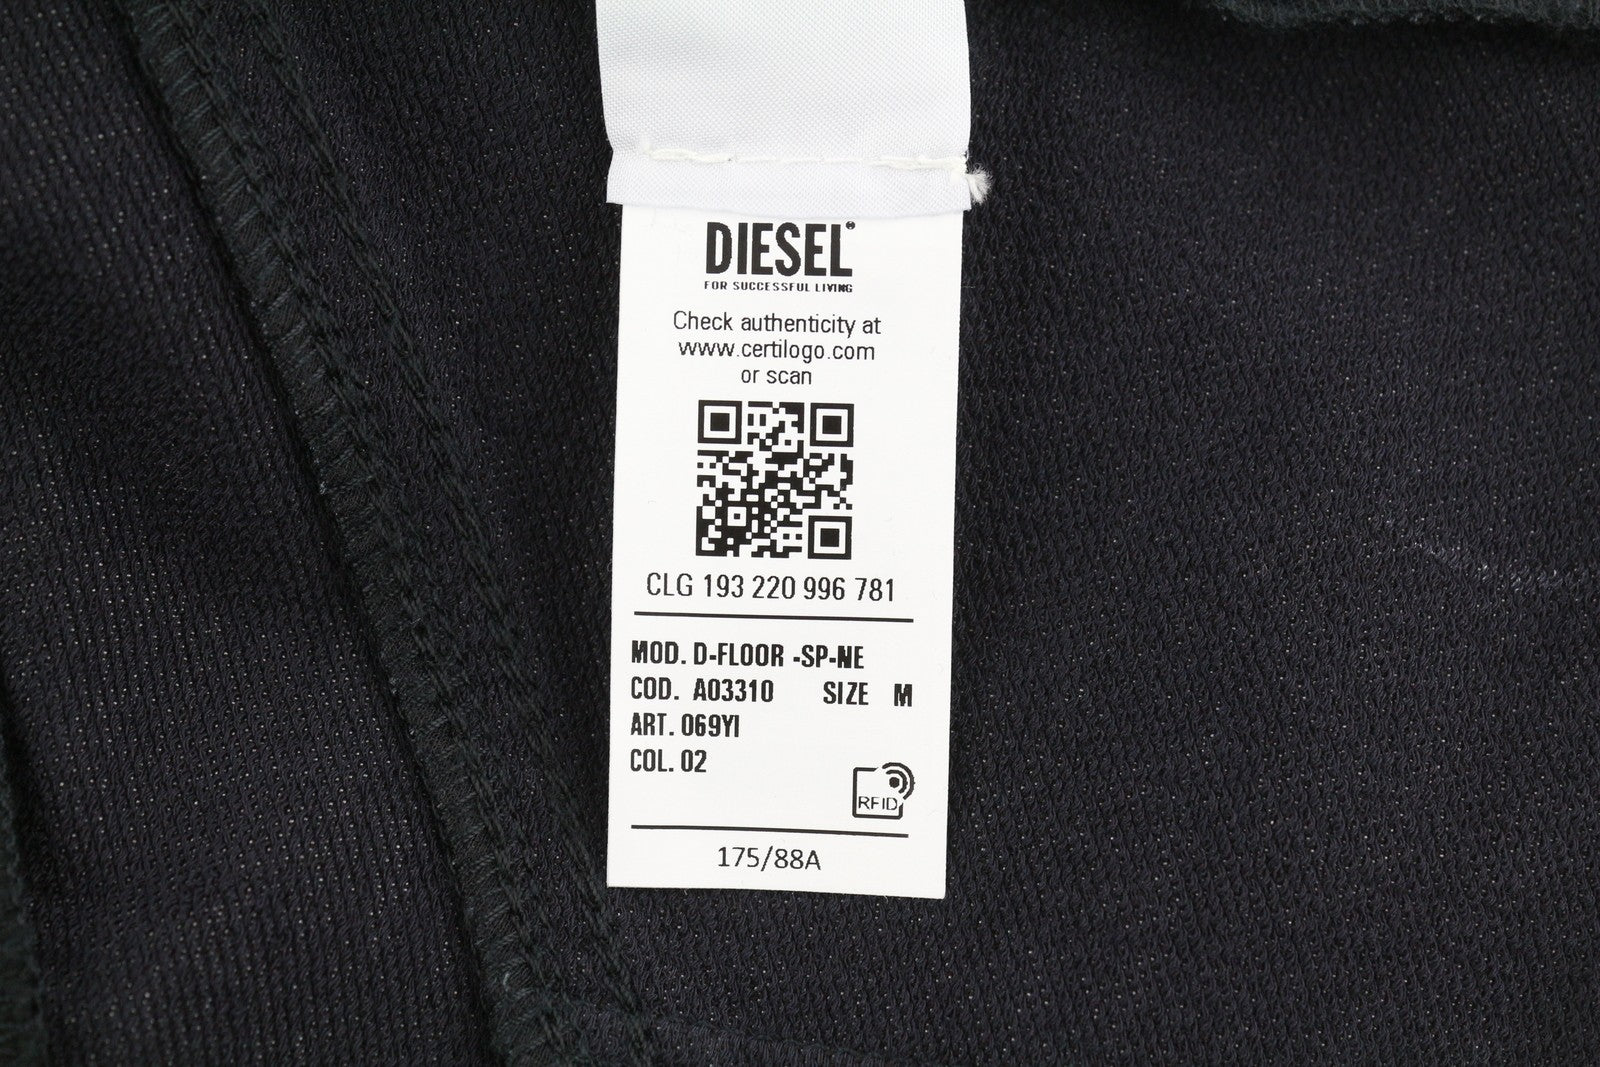 DIESEL
FOR SUCCESSFUL LIVING
Check authenticity at
www.certilogo.com
or scan
CLG 193 220 996 781
MOD. D-FLOOR -SP-NE
COD. A03310 SIZE M
ART. 069YI
COL. 02
RFID
175/88A